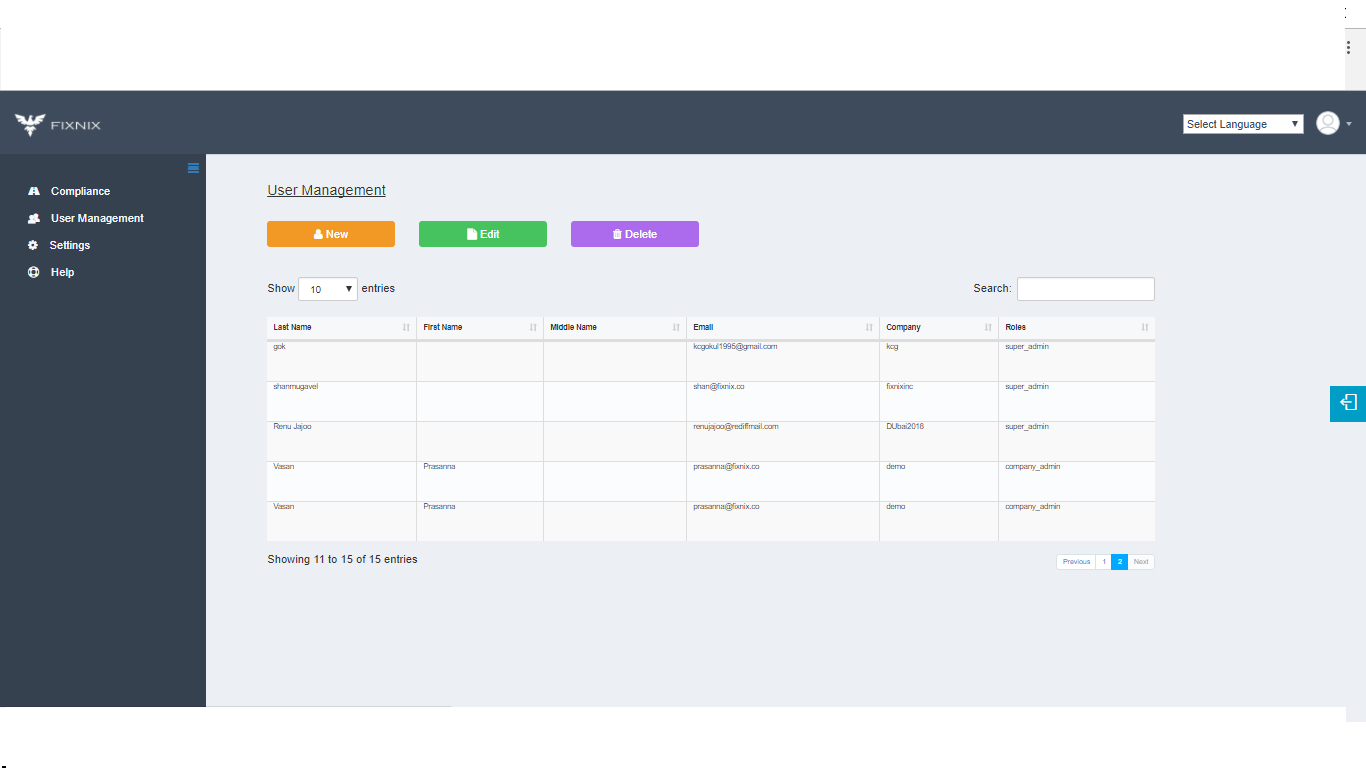 FIXNIX
Select Language
Compliance
User Management
Settings
Help
User Management
New Edit Delete
Show 10 entries Search:
Last Name First Name Middle Name Email Company Roles
gok kcgokul1995@gmail.com kcg super_admin
shanmugavel shan@fixnix.co fixnixinc super_admin
Renu Jajoo renujajoo@rediffmail.com DUbai2018 super_admin
Vasan Prasanna prasanna@fixnix.co demo company_admin
Vasan Prasanna prasanna@fixnix.co demo company_admin
Showing 11 to 15 of 15 entries
Previous 1 2 Next